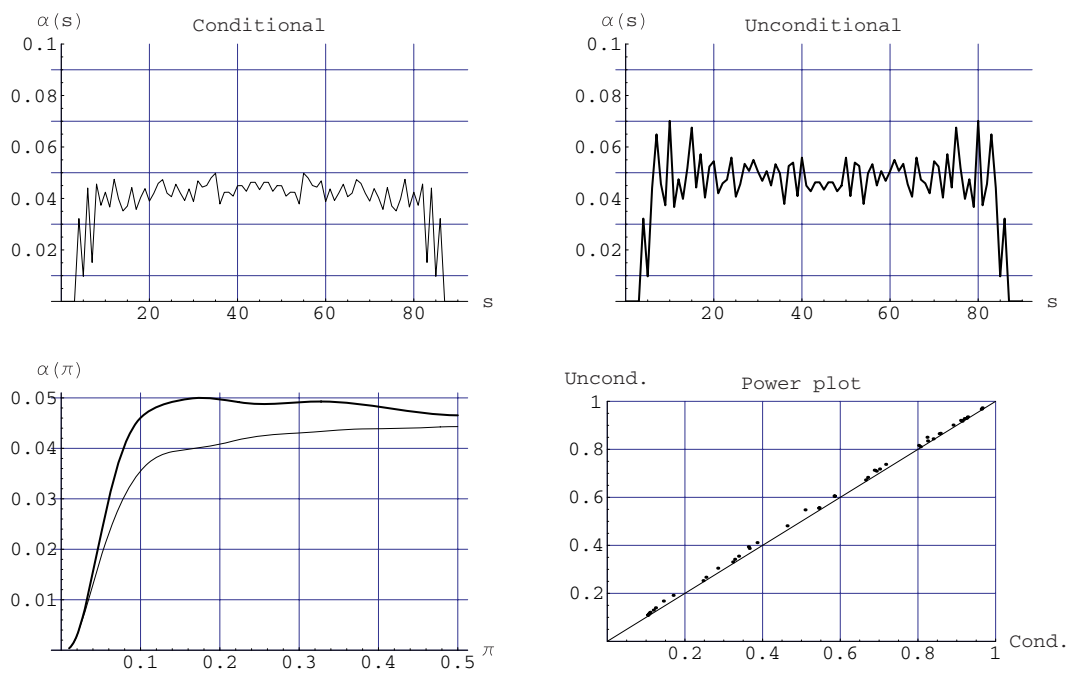 α(s) Conditional
0.1
0.08
0.06
0.04
0.02
20 40 60 80 s
α(s) Unconditional
0.1
0.08
0.06
0.04
0.02
20 40 60 80 s
α(π)
0.05
0.04
0.03
0.02
0.01
0.1 0.2 0.3 0.4 0.5 π
Uncond. Power plot
1
0.8
0.6
0.4
0.2
0.2 0.4 0.6 0.8 1 Cond.